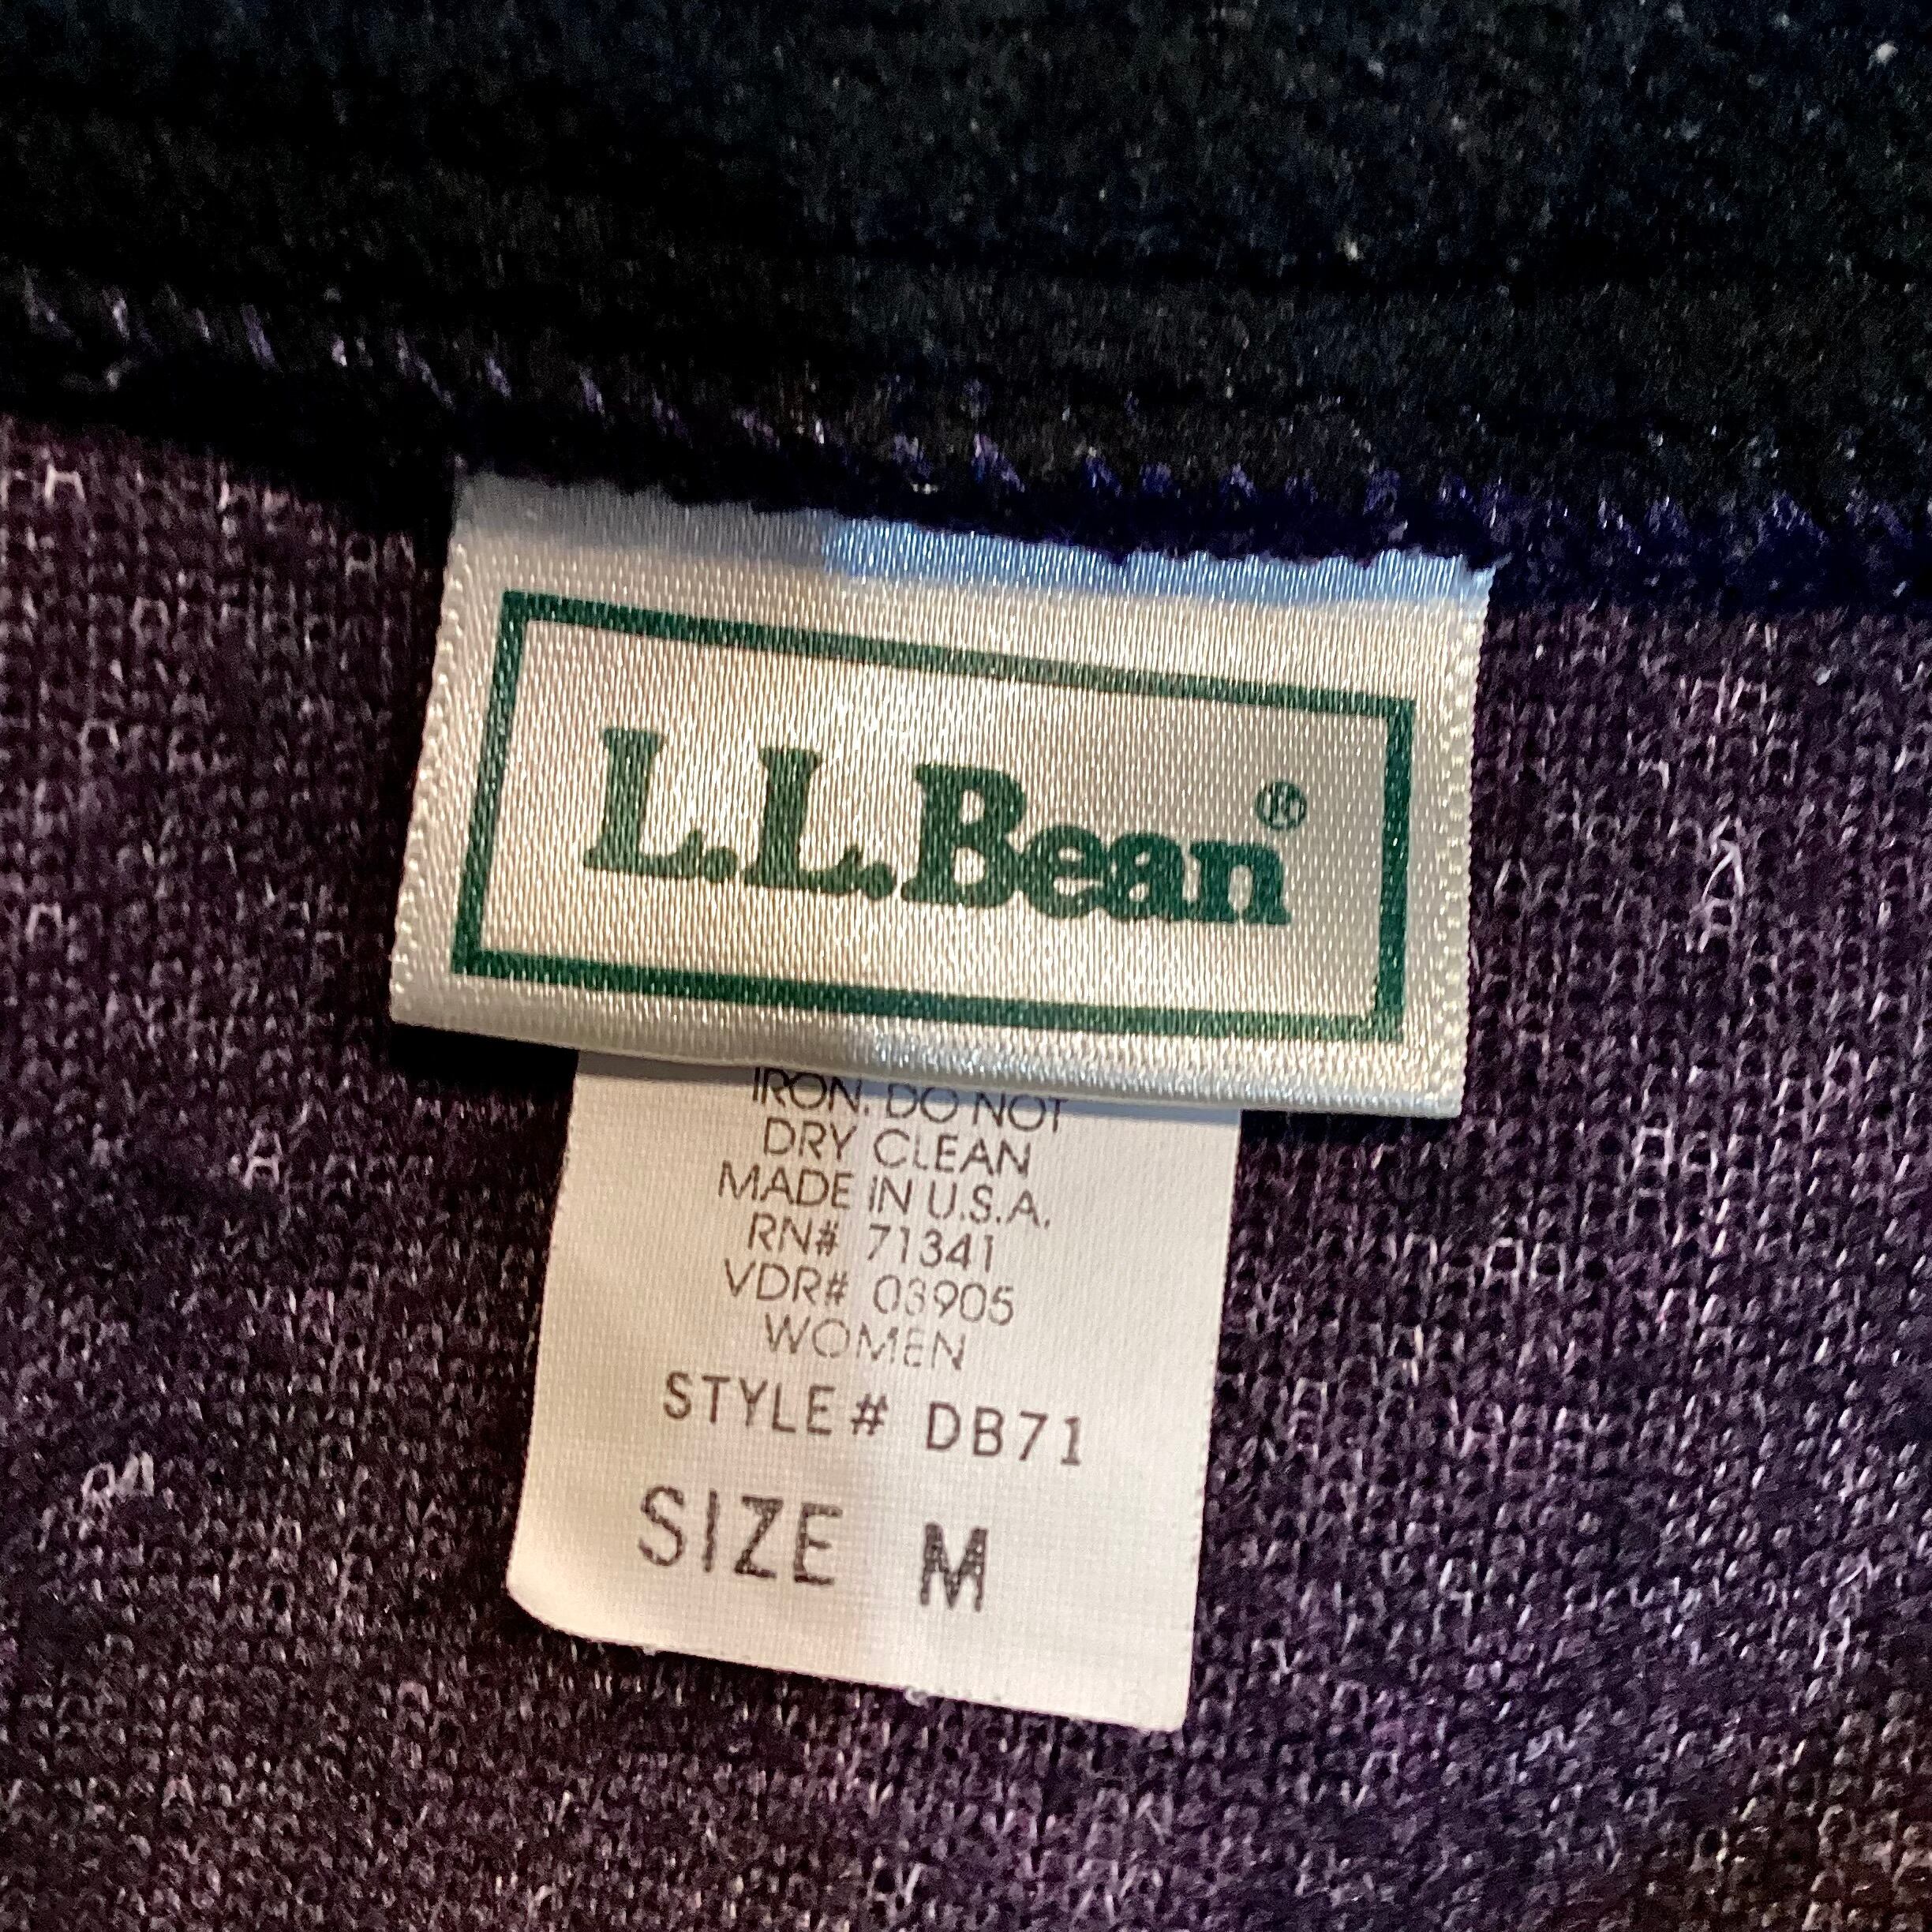 L.L.Bean®
IRON. DO NOT
DRY CLEAN
MADE IN U.S.A.
RN# 71341
VDR# 03905
WOMEN
STYLE# DB71
SIZE M